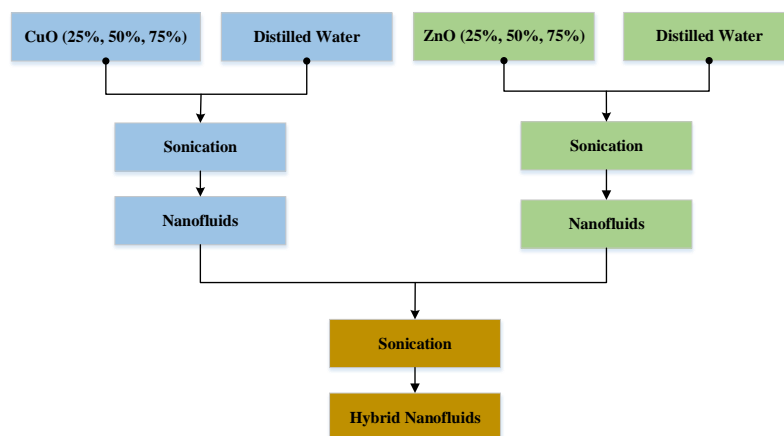 CuO (25%, 50%, 75%)
Distilled Water
ZnO (25%, 50%, 75%)
Distilled Water
Sonication
Sonication
Nanofluids
Nanofluids
Sonication
Hybrid Nanofluids